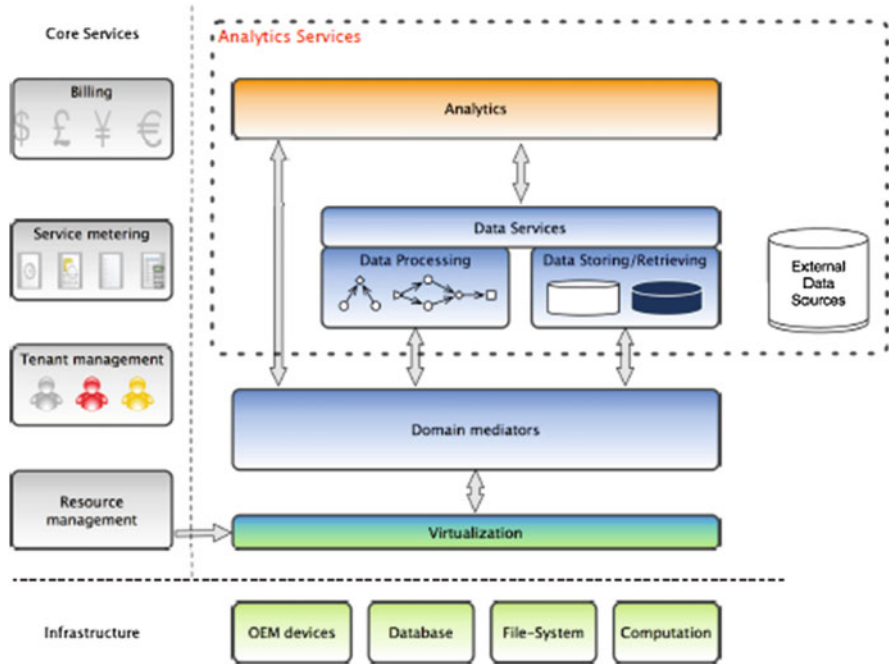 Core Services
Analytics Services
Billing
$ £ ¥ €
Analytics
Service metering
Data Services
Data Processing
Data Storing/Retrieving
External
Data
Sources
Tenant management
Domain mediators
Resource
management
Virtualization
Infrastructure
OEM devices
Database
File-System
Computation